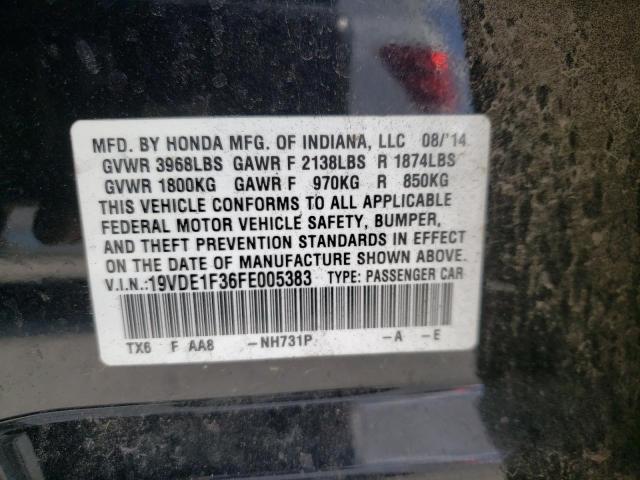 MFD. BY HONDA MFG. OF INDIANA, LLC 08/'14
GVWR 3968LBS GAWR F 2138LBS R 1874LBS
GVWR 1800KG GAWR F 970KG R 850KG
THIS VEHICLE CONFORMS TO ALL APPLICABLE
FEDERAL MOTOR VEHICLE SAFETY, BUMPER,
AND THEFT PREVENTION STANDARDS IN EFFECT
ON THE DATE OF MANUFACTURE SHOWN ABOVE.
V.I.N.:19VDE1F36FE005383 TYPE: PASSENGER CAR
TX6 F AA8 -NH731P -A -E